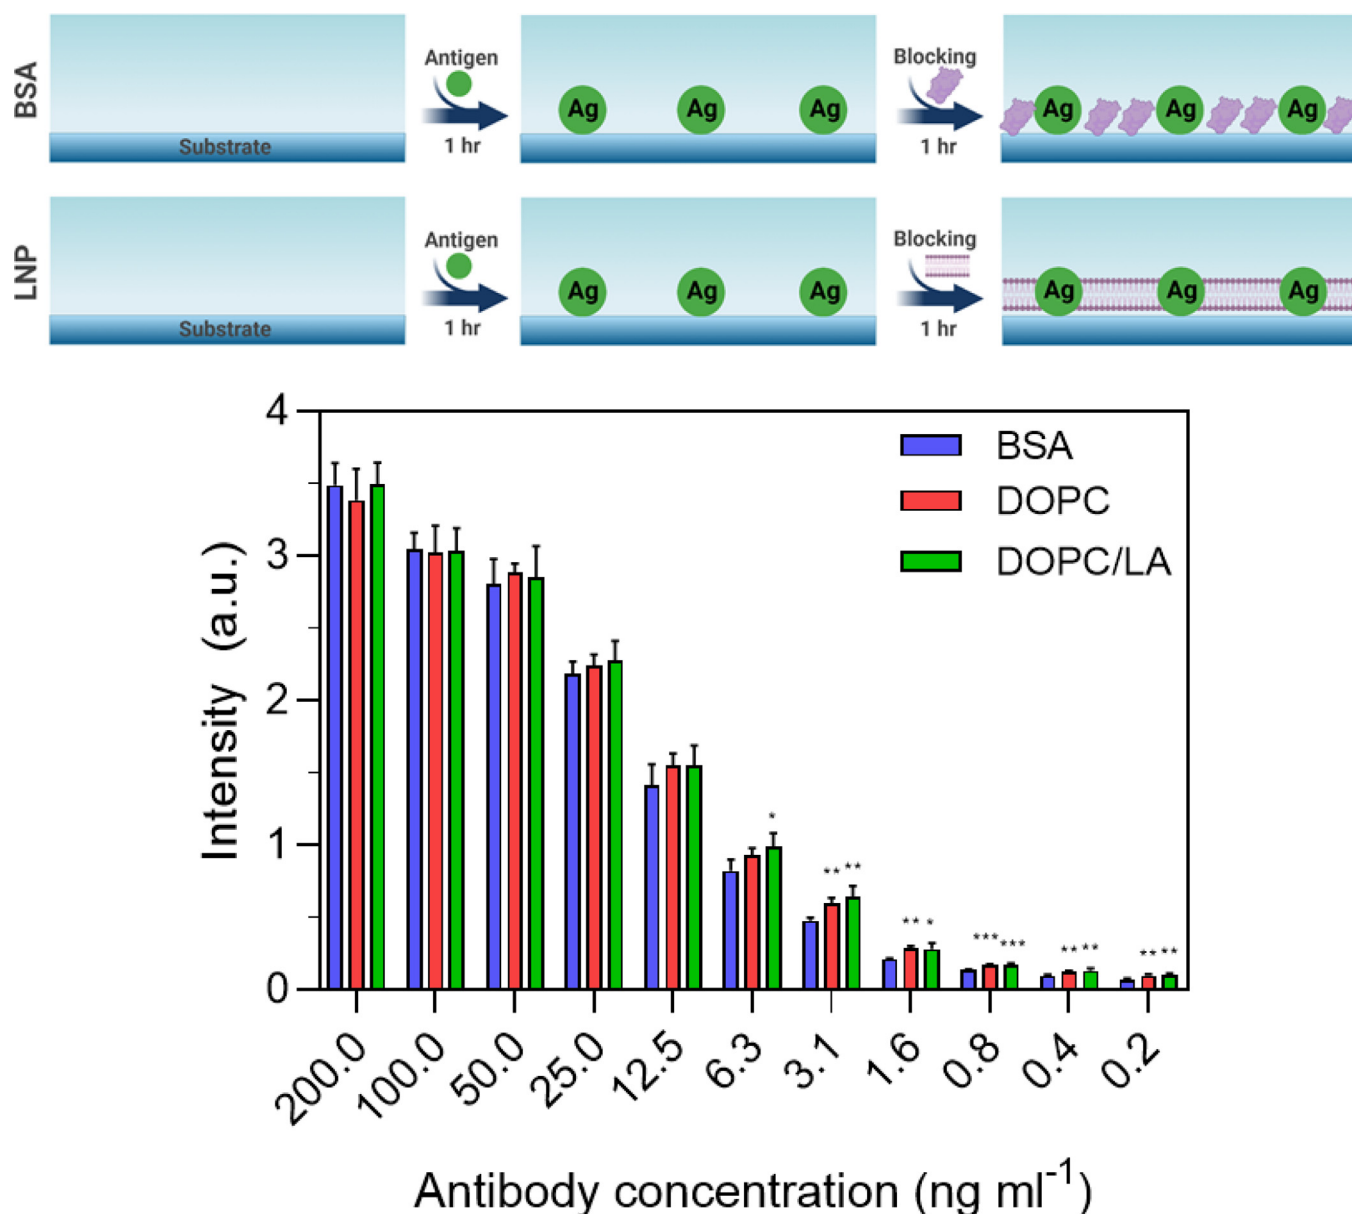 BSA
Antigen
1 hr
Substrate
Ag Ag Ag
Blocking
1 hr
Ag Ag Ag
LNP
Antigen
1 hr
Substrate
Ag Ag Ag
Blocking
1 hr
Ag Ag Ag
4
3
2
1
0
Intensity (a.u.)
BSA
DOPC
DOPC/LA
*
** **
** *
*** ***
** **
** **
200.0 100.0 50.0 25.0 12.5 6.3 3.1 1.6 0.8 0.4 0.2
Antibody concentration (ng ml⁻¹)